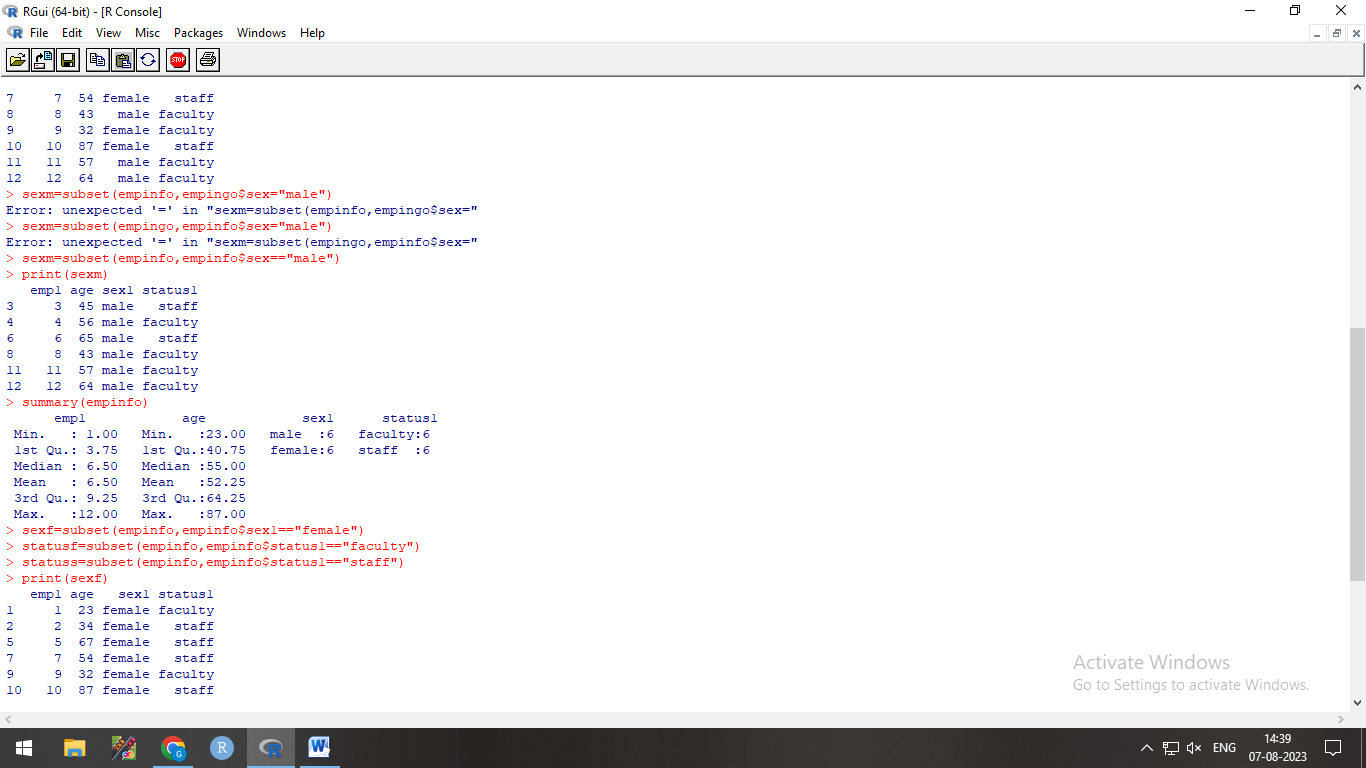 RGui (64-bit) - [R Console]
File Edit View Misc Packages Windows Help
STOP
7 7 54 female staff
8 8 43 male faculty
9 9 32 female faculty
10 10 87 female staff
11 11 57 male faculty
12 12 64 male faculty
> sexm=subset(empinfo,empingo$sex="male")
Error: unexpected '=' in "sexm=subset(empinfo,empingo$sex="
> sexm=subset(empingo,empinfo$sex="male")
Error: unexpected '=' in "sexm=subset(empingo,empinfo$sex="
> sexm=subset(empinfo,empinfo$sex=="male")
> print(sexm)
empl age sex1 status1
3 3 45 male staff
4 4 56 male faculty
6 6 65 male staff
8 8 43 male faculty
11 11 57 male faculty
12 12 64 male faculty
> summary(empinfo)
empl age sex1 status1
Min. : 1.00 Min. :23.00 male :6 faculty:6
1st Qu.: 3.75 1st Qu.:40.75 female:6 staff :6
Median : 6.50 Median :55.00
Mean : 6.50 Mean :52.25
3rd Qu.: 9.25 3rd Qu.:64.25
Max. :12.00 Max. :87.00
> sexf=subset(empinfo,empinfo$sex1=="female")
> statusf=subset(empinfo,empinfo$status1=="faculty")
> statuss=subset(empinfo,empinfo$status1=="staff")
> print(sexf)
empl age sex1 status1
1 1 23 female faculty
2 2 34 female staff
5 5 67 female staff
7 7 54 female staff
9 9 32 female faculty
10 10 87 female staff
Activate Windows
Go to Settings to activate Windows.
ENG
14:39
07-08-2023